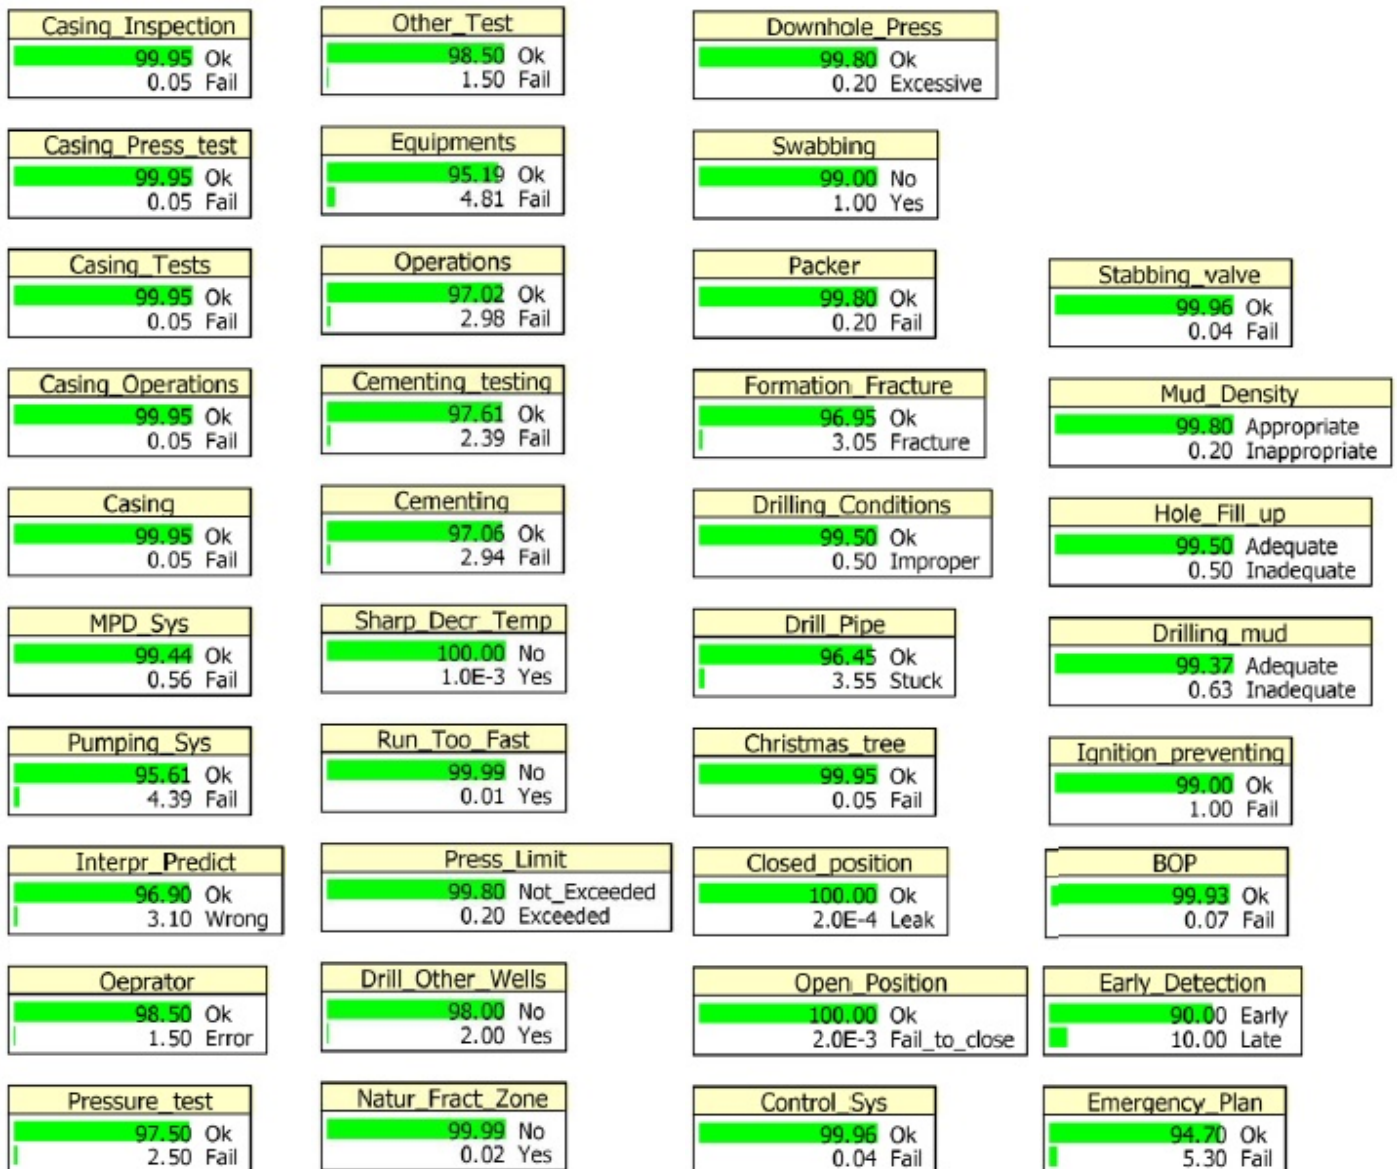 Casing_Inspection
99.95 Ok
0.05 Fail
Casing_Press_test
99.95 Ok
0.05 Fail
Casing_Tests
99.95 Ok
0.05 Fail
Casing_Operations
99.95 Ok
0.05 Fail
Casing
99.95 Ok
0.05 Fail
MPD_Sys
99.44 Ok
0.56 Fail
Pumping_Sys
95.61 Ok
4.39 Fail
Interpr_Predict
96.90 Ok
3.10 Wrong
Oeprator
98.50 Ok
1.50 Error
Pressure_test
97.50 Ok
2.50 Fail
Other_Test
98.50 Ok
1.50 Fail
Equipments
95.19 Ok
4.81 Fail
Operations
97.02 Ok
2.98 Fail
Cementing_testing
97.61 Ok
2.39 Fail
Cementing
97.06 Ok
2.94 Fail
Sharp_Decr_Temp
100.00 No
1.0E-3 Yes
Run_Too_Fast
99.99 No
0.01 Yes
Press_Limit
99.80 Not_Exceeded
0.20 Exceeded
Drill_Other_Wells
98.00 No
2.00 Yes
Natur_Fract_Zone
99.99 No
0.02 Yes
Downhole_Press
99.80 Ok
0.20 Excessive
Swabbing
99.00 No
1.00 Yes
Packer
99.80 Ok
0.20 Fail
Formation_Fracture
96.95 Ok
3.05 Fracture
Drilling_Conditions
99.50 Ok
0.50 Improper
Drill_Pipe
96.45 Ok
3.55 Stuck
Christmas_tree
99.95 Ok
0.05 Fail
Closed_position
100.00 Ok
2.0E-4 Leak
Open_Position
100.00 Ok
2.0E-3 Fail_to_close
Control_Sys
99.96 Ok
0.04 Fail
Stabbing_valve
99.96 Ok
0.04 Fail
Mud_Density
99.80 Appropriate
0.20 Inappropriate
Hole_Fill_up
99.50 Adequate
0.50 Inadequate
Drilling_mud
99.37 Adequate
0.63 Inadequate
Ignition_preventing
99.00 Ok
1.00 Fail
BOP
99.93 Ok
0.07 Fail
Early_Detection
90.00 Early
10.00 Late
Emergency_Plan
94.70 Ok
5.30 Fail